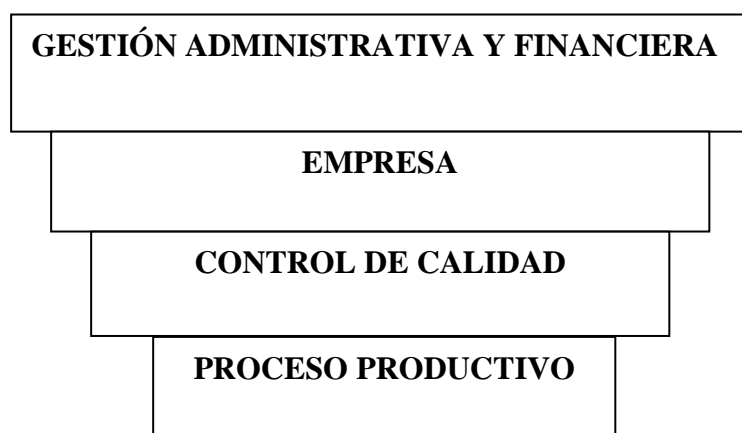 GESTIÓN ADMINISTRATIVA Y FINANCIERA
EMPRESA
CONTROL DE CALIDAD
PROCESO PRODUCTIVO